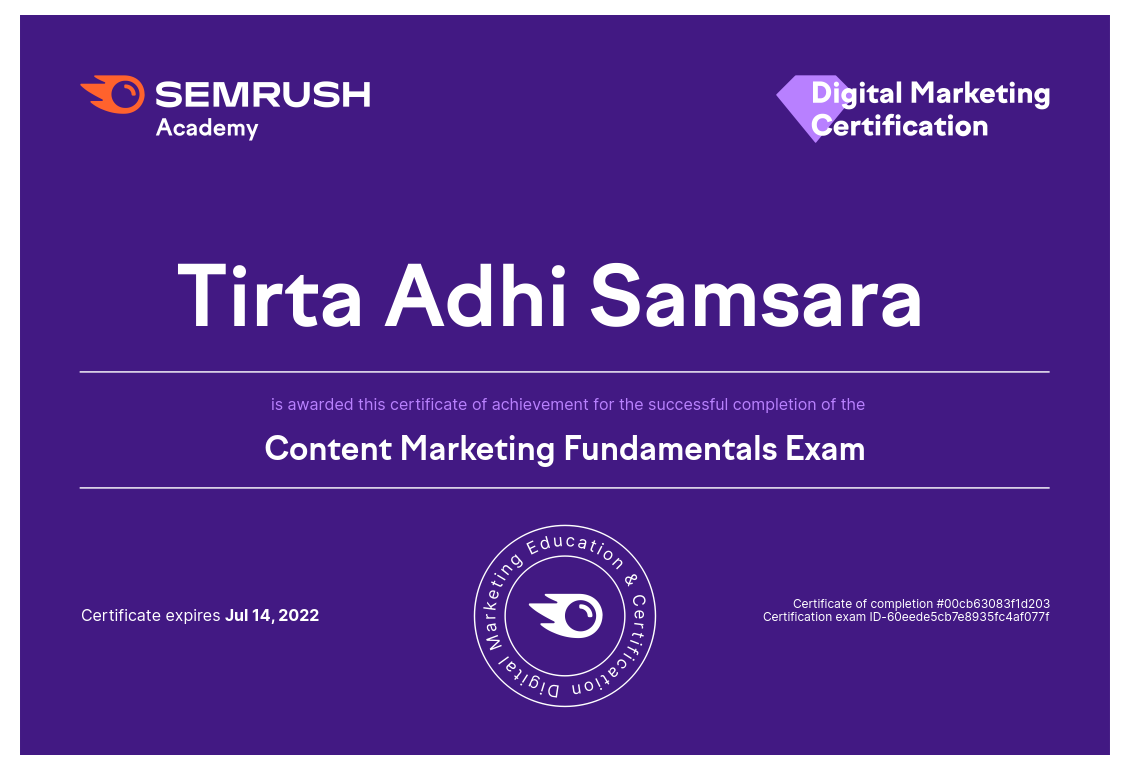 SEMRUSH
Academy
Digital Marketing
Certification
Tirta Adhi Samsara
is awarded this certificate of achievement for the successful completion of the
Content Marketing Fundamentals Exam
Certificate expires Jul 14, 2022
Digital Marketing Education & Certification
Certificate of completion #00cb63083f1d203
Certification exam ID-60eede5cb7e8935fc4af077f